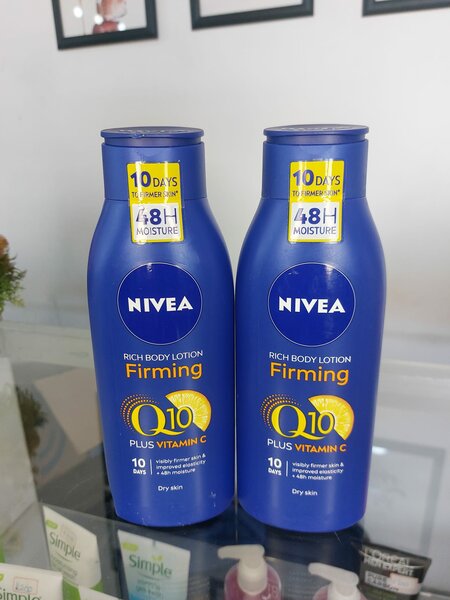 10 DAYS
TO FIRMER SKIN*
48H
MOISTURE
NIVEA
RICH BODY LOTION
Firming
Q10
PLUS VITAMIN C
10
DAYS
visibly firmer skin &
improved elasticity
+ 48h moisture
Dry skin
10 DAYS
TO FIRMER SKIN*
48H
MOISTURE
NIVEA
RICH BODY LOTION
Firming
Q10
PLUS VITAMIN C
10
DAYS
visibly firmer skin &
improved elasticity
+ 48h moisture
Dry skin
Simple
Simple
Simple
L'ORÉAL